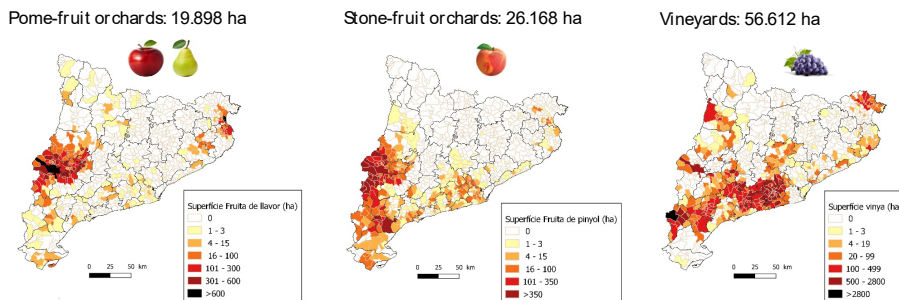 Pome-fruit orchards: 19.898 ha
Superfície Fruita de llavor (ha)
0
1 - 3
4 - 15
16 - 100
101 - 300
301 - 600
>600
0 25 50 km
Stone-fruit orchards: 26.168 ha
Superfície Fruita de pinyol (ha)
0
1 - 3
4 - 15
16 - 100
101 - 350
>350
0 25 50 km
Vineyards: 56.612 ha
Superfície vinya (ha
0
1 - 3
4 - 19
20 - 99
100 - 499
500 - 2800
>2800
0 25 50 km